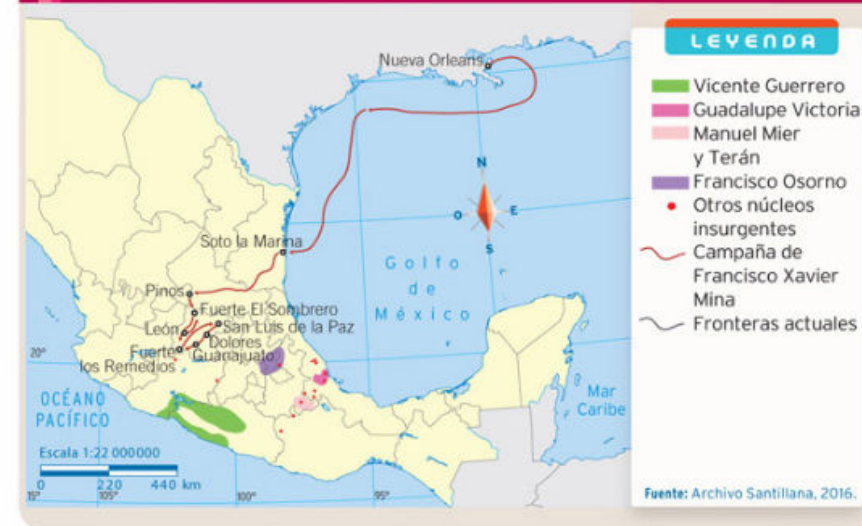 Nueva Orleans
N
O
E
S
Soto la Marina
Golfo
de
México
Pinos
Fuerte El Sombrero
León
San Luis de la Paz
Dolores
Fuerte
los Remedios
Guanajuato
20°
OCÉANO
PACÍFICO
Mar
Caribe
Escala 1:22 000000
0 220 440 km
105°
100°
95°
LEYENDA
Vicente Guerrero
Guadalupe Victoria
Manuel Mier
y Terán
Francisco Osorno
Otros núcleos
insurgentes
Campaña de
Francisco Xavier
Mina
Fronteras actuales
Fuente: Archivo Santillana, 2016.